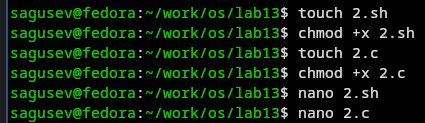 sagusev@fedora:~/work/os/lab13$ touch 2.sh
sagusev@fedora:~/work/os/lab13$ chmod +x 2.sh
sagusev@fedora:~/work/os/lab13$ touch 2.c
sagusev@fedora:~/work/os/lab13$ chmod +x 2.c
sagusev@fedora:~/work/os/lab13$ nano 2.sh
sagusev@fedora:~/work/os/lab13$ nano 2.c